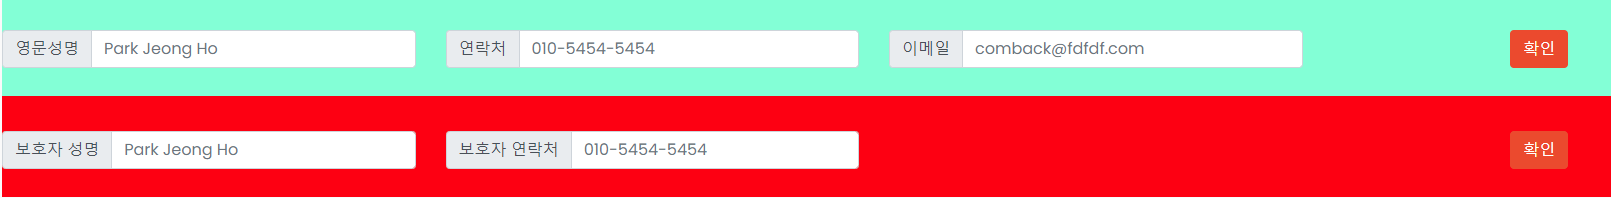 영문성명 Park Jeong Ho 연락처 010-5454-5454 이메일 comback@fdfdf.com 확인
보호자 성명 Park Jeong Ho 보호자 연락처 010-5454-5454 확인